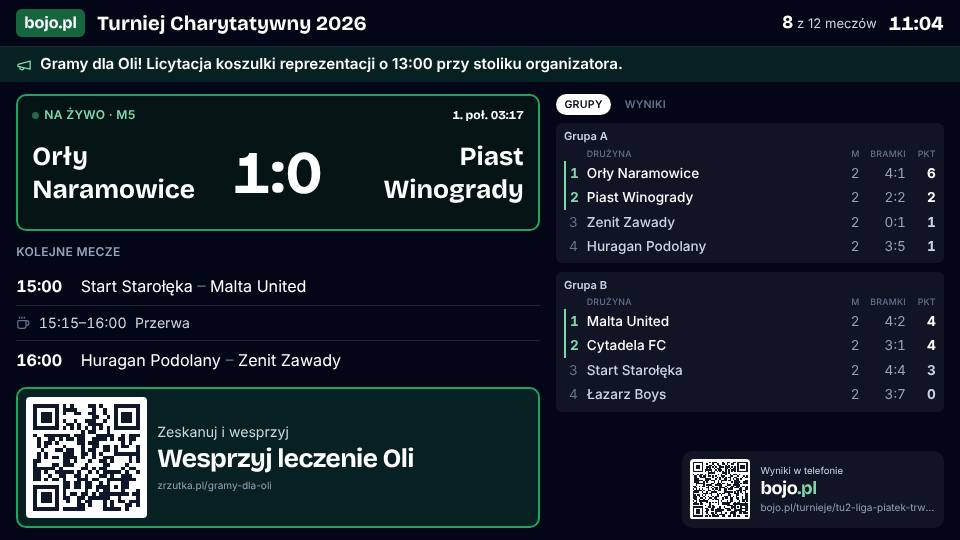 bojo.pl Turniej Charytatywny 2026 8 z 12 meczów 11:04
Gramy dla Oli! Licytacja koszulki reprezentacji o 13:00 przy stoliku organizatora.
NA ŻYWO · M5 1. poł. 03:17
Orły Naramowice 1:0 Piast Winogrady
KOLEJNE MECZE
15:00 Start Starołęka – Malta United
15:15–16:00 Przerwa
16:00 Huragan Podolany – Zenit Zawady
Zeskanuj i wesprzyj
Wesprzyj leczenie Oli
zrzutka.pl/gramy-dla-oli
GRUPY WYNIKI
Grupa A
DRUŻYNA M BRAMKI PKT
1 Orły Naramowice 2 4:1 6
2 Piast Winogrady 2 2:2 2
3 Zenit Zawady 2 0:1 1
4 Huragan Podolany 2 3:5 1
Grupa B
DRUŻYNA M BRAMKI PKT
1 Malta United 2 4:2 4
2 Cytadela FC 2 3:1 4
3 Start Starołęka 2 4:4 3
4 Łazarz Boys 2 3:7 0
Wyniki w telefonie
bojo.pl
bojo.pl/turnieje/tu2-liga-piatek-trw...